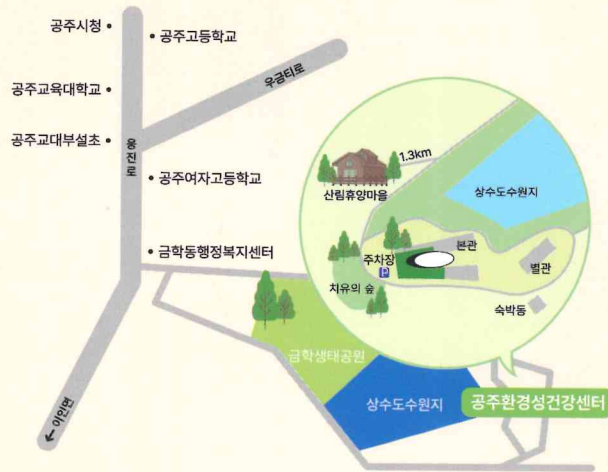 공주시청
공주고등학교
우금티로
공주교육대학교
공주교대부설초
웅진로
공주여자고등학교
금학동행정복지센터
← 이인면
1.3km
산림휴양마을
상수도수원지
주차장
P
본관
별관
치유의 숲
숙박동
금학생태공원
상수도수원지
공주환경성건강센터